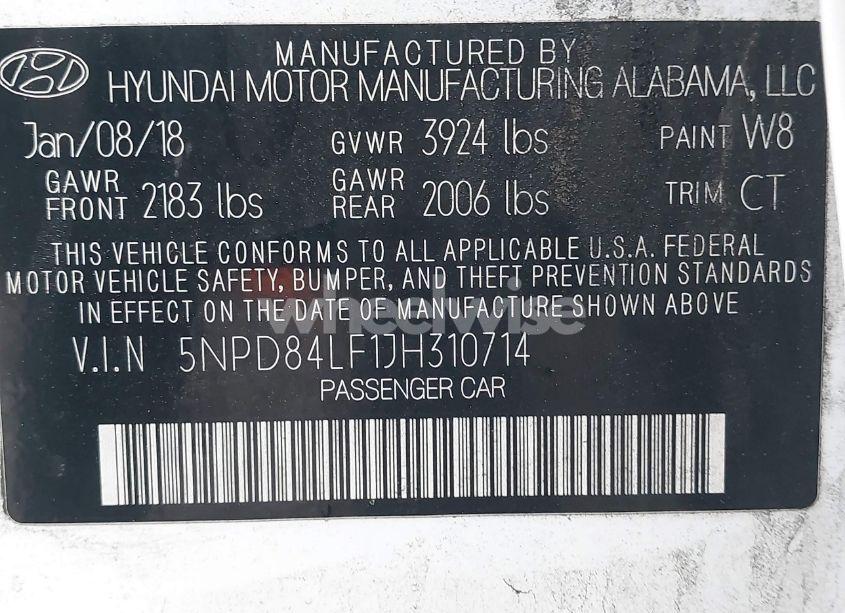 MANUFACTURED BY
HYUNDAI MOTOR MANUFACTURING ALABAMA, LLC
Jan/08/18 GVWR 3924 lbs PAINT W8
GAWR FRONT 2183 lbs GAWR REAR 2006 lbs TRIM CT
THIS VEHICLE CONFORMS TO ALL APPLICABLE U.S.A. FEDERAL
MOTOR VEHICLE SAFETY, BUMPER, AND THEFT PREVENTION STANDARDS
IN EFFECT ON THE DATE OF MANUFACTURE SHOWN ABOVE
wheelwise
V.I.N 5NPD84LF1JH310714
PASSENGER CAR